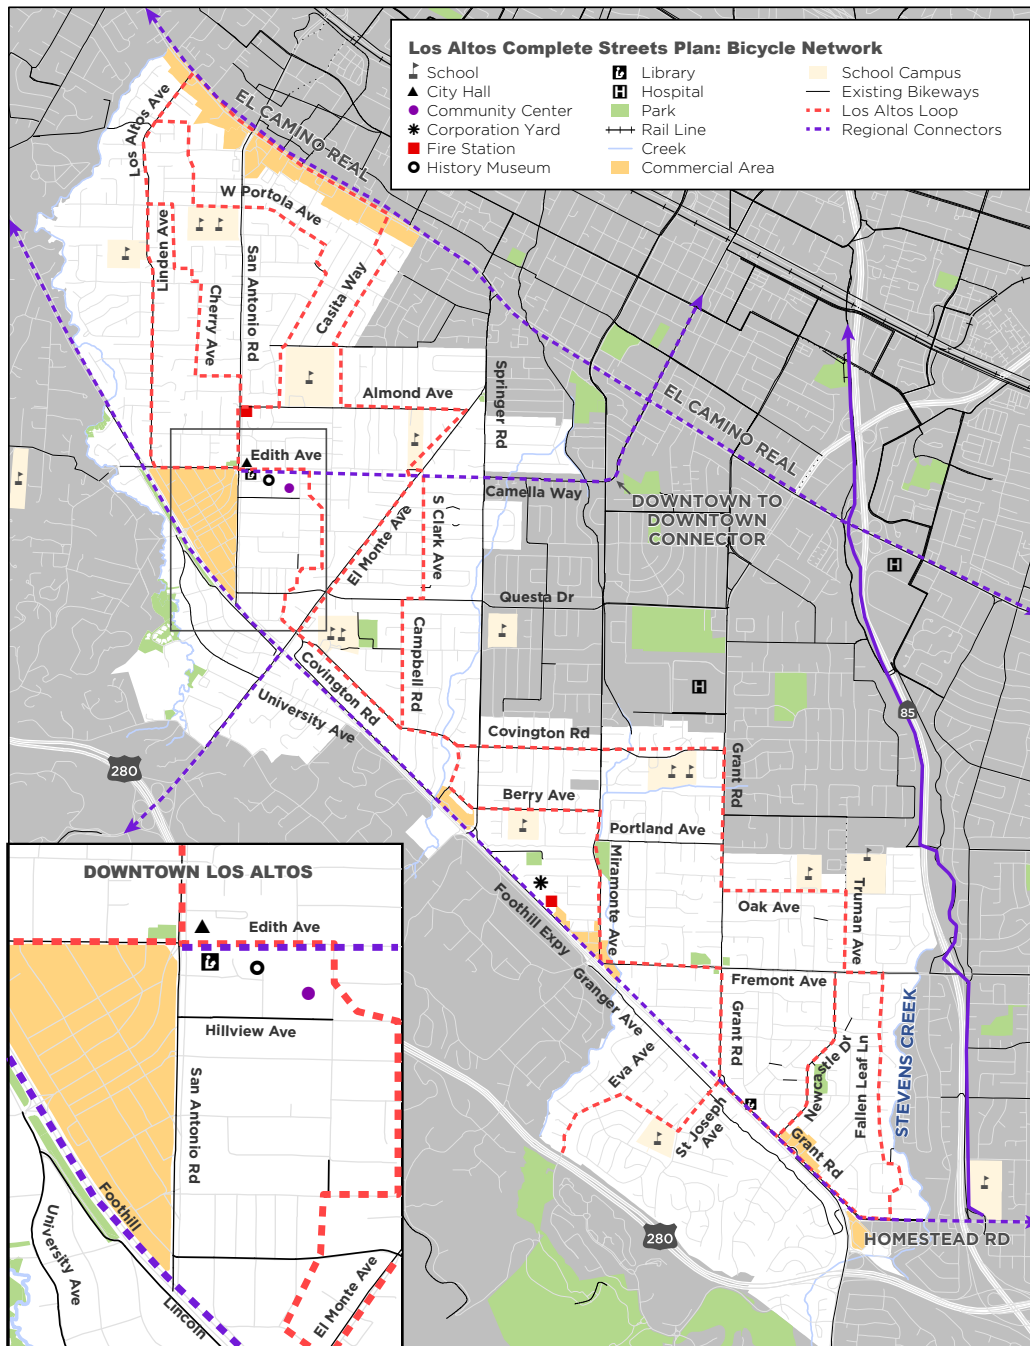 Los Altos Complete Streets Plan: Bicycle Network
School
City Hall
Community Center
Corporation Yard
Fire Station
History Museum
Library
Hospital
Park
Rail Line
Creek
Commercial Area
School Campus
Existing Bikeways
Los Altos Loop
Regional Connectors
EL CAMINO REAL
Los Altos Ave
W Portola Ave
Linden Ave
San Antonio Rd
Cherry Ave
Casita Way
Springer Rd
Almond Ave
EL CAMINO REAL
Edith Ave
Camella Way
DOWNTOWN TO
DOWNTOWN
CONNECTOR
S Clark Ave
El Monte Ave
H
Questa Dr
Campbell Rd
Covington Rd
University Ave
H
85
Covington Rd
Grant Rd
280
Berry Ave
Portland Ave
Miramonte Ave
Truman Ave
Oak Ave
Foothill Expy
Granger Ave
Fremont Ave
Grant Rd
Eva Ave
Newcastle Dr
Fallen Leaf Ln
STEVENS CREEK
St Joseph
Ave
Grant Rd
280
HOMESTEAD RD
DOWNTOWN LOS ALTOS
Edith Ave
Hillview Ave
San Antonio Rd
Foothill
University Ave
Lincoln
El Monte Ave